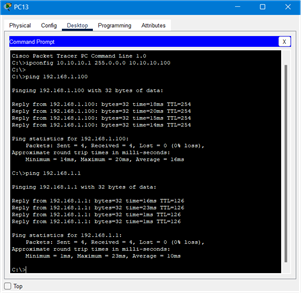 PC13
Physical Config Desktop Programming Attributes
Command Prompt X
Cisco Packet Tracer PC Command Line 1.0
C:\>ipconfig 10.10.10.1 255.0.0.0 10.10.10.100
C:\>
C:\>ping 192.168.1.100
Pinging 192.168.1.100 with 32 bytes of data:
Reply from 192.168.1.100: bytes=32 time=18ms TTL=254
Reply from 192.168.1.100: bytes=32 time=20ms TTL=254
Reply from 192.168.1.100: bytes=32 time=15ms TTL=254
Reply from 192.168.1.100: bytes=32 time=14ms TTL=254
Ping statistics for 192.168.1.100:
Packets: Sent = 4, Received = 4, Lost = 0 (0% loss),
Approximate round trip times in milli-seconds:
Minimum = 14ms, Maximum = 20ms, Average = 16ms
C:\>ping 192.168.1.1
Pinging 192.168.1.1 with 32 bytes of data:
Reply from 192.168.1.1: bytes=32 time=16ms TTL=126
Reply from 192.168.1.1: bytes=32 time=23ms TTL=126
Reply from 192.168.1.1: bytes=32 time=1ms TTL=126
Reply from 192.168.1.1: bytes=32 time=1ms TTL=126
Ping statistics for 192.168.1.1:
Packets: Sent = 4, Received = 4, Lost = 0 (0% loss),
Approximate round trip times in milli-seconds:
Minimum = 1ms, Maximum = 23ms, Average = 10ms
C:\>
Top